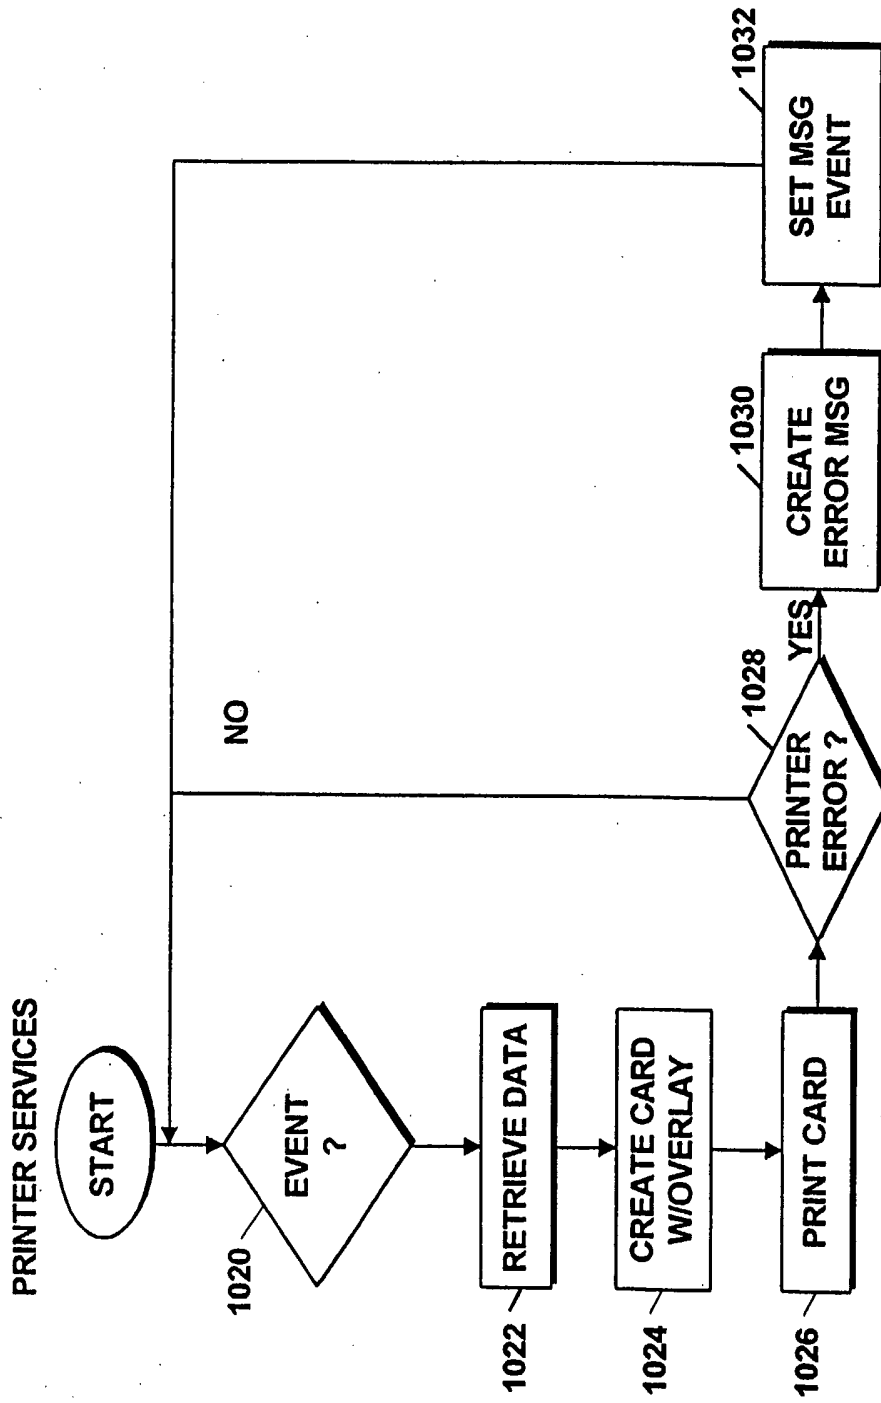 PRINTER SERVICES
START
EVENT
?
1020
RETRIEVE DATA
1022
CREATE CARD
W/OVERLAY
1024
PRINT CARD
1026
PRINTER
ERROR ?
1028
NO
YES
CREATE
ERROR MSG
1030
SET MSG
EVENT
1032